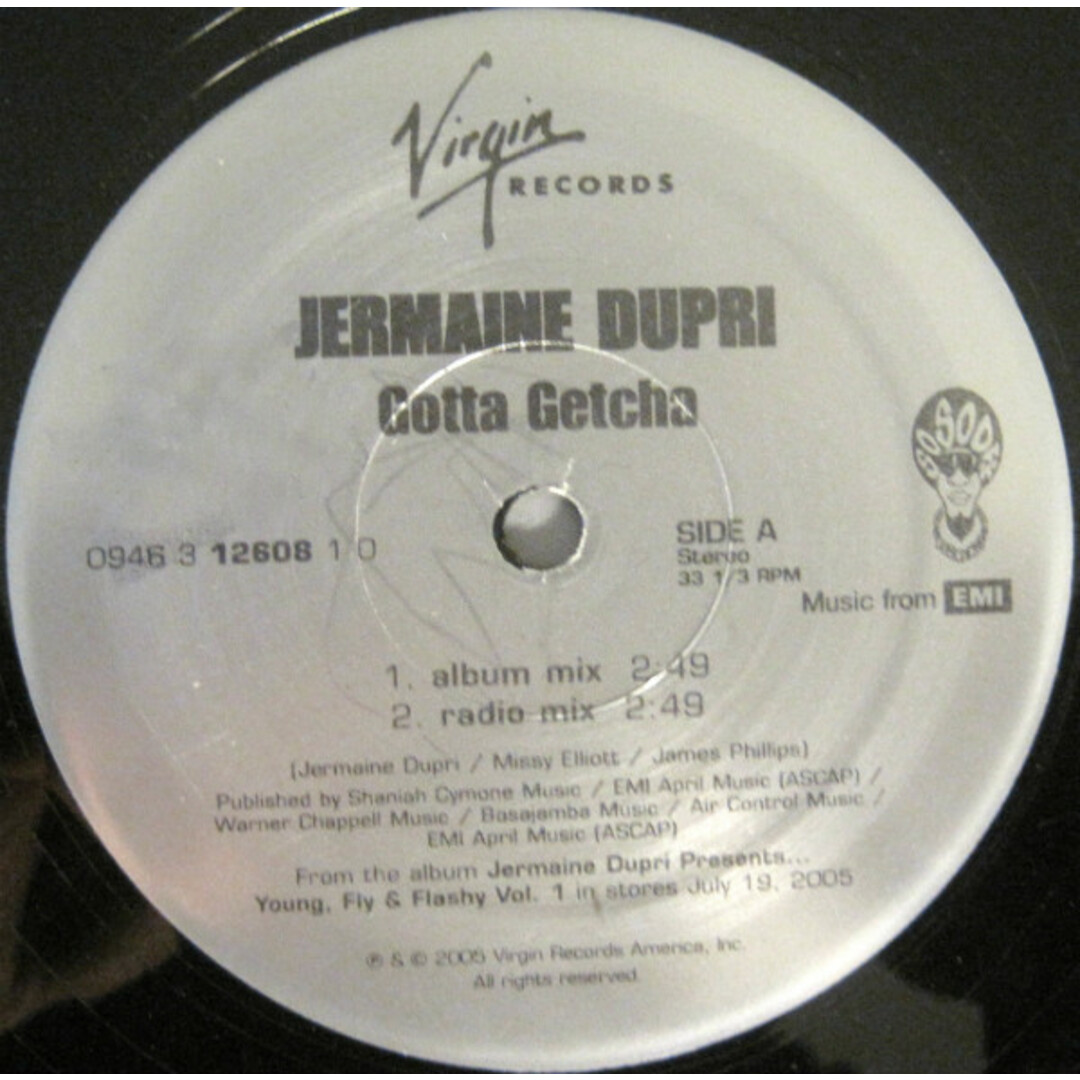 Virgin
RECORDS
JERMAINE DUPRI
Gotta Getcha
SO SO DEF
0946 3 12608 1 0
SIDE A
Stereo
33 1/3 RPM
Music from EMI
1. album mix 2:49
2. radio mix 2:49
(Jermaine Dupri / Missy Elliott / James Phillips)
Published by Shaniah Cymone Music / EMI April Music (ASCAP) /
Warner Chappell Music / Basajamba Music / Air Control Music /
EMI April Music (ASCAP)
From the album Jermaine Dupri Presents...
Young, Fly & Flashy Vol. 1 in stores July 19, 2005
℗ & © 2005 Virgin Records America, Inc.
All rights reserved.